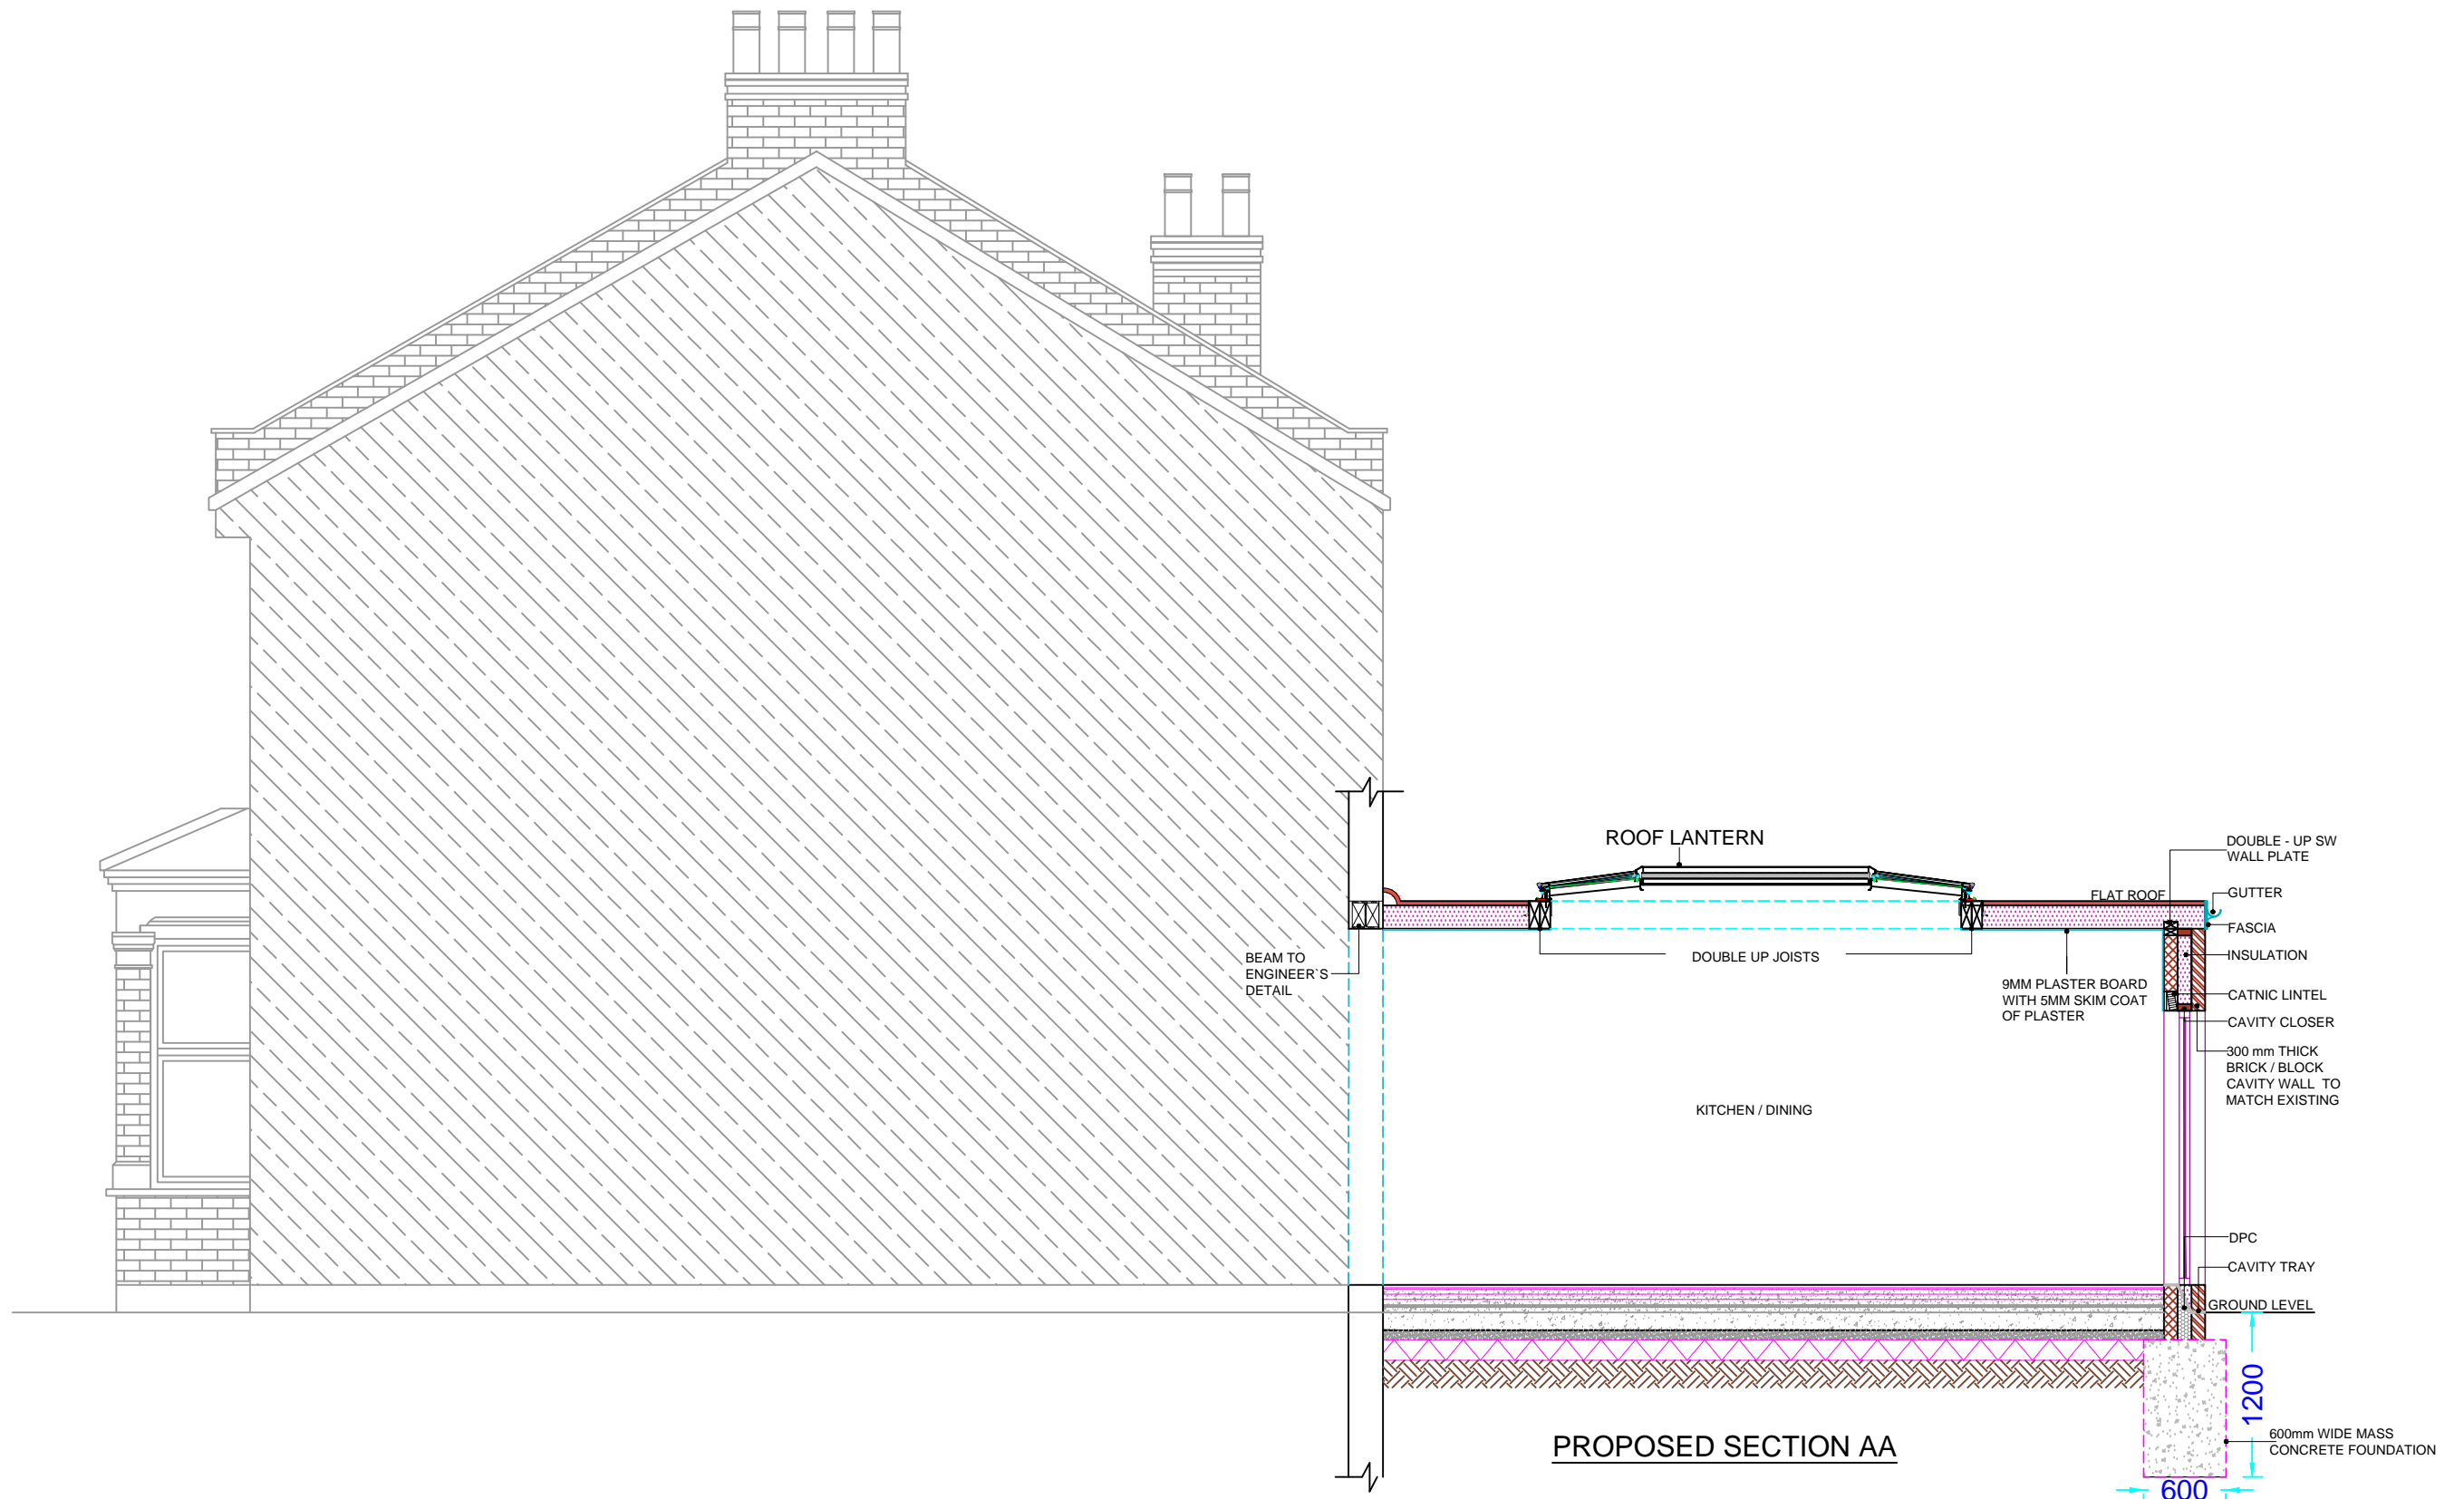 ROOF LANTERN
DOUBLE - UP SW
WALL PLATE
FLAT ROOF
GUTTER
FASCIA
BEAM TO
ENGINEER`S
DETAIL
DOUBLE UP JOISTS
INSULATION
9MM PLASTER BOARD
WITH 5MM SKIM COAT
OF PLASTER
CATNIC LINTEL
CAVITY CLOSER
300 mm THICK
BRICK / BLOCK
CAVITY WALL TO
MATCH EXISTING
KITCHEN / DINING
DPC
CAVITY TRAY
GROUND LEVEL
1200
PROPOSED SECTION AA
600mm WIDE MASS
CONCRETE FOUNDATION
600